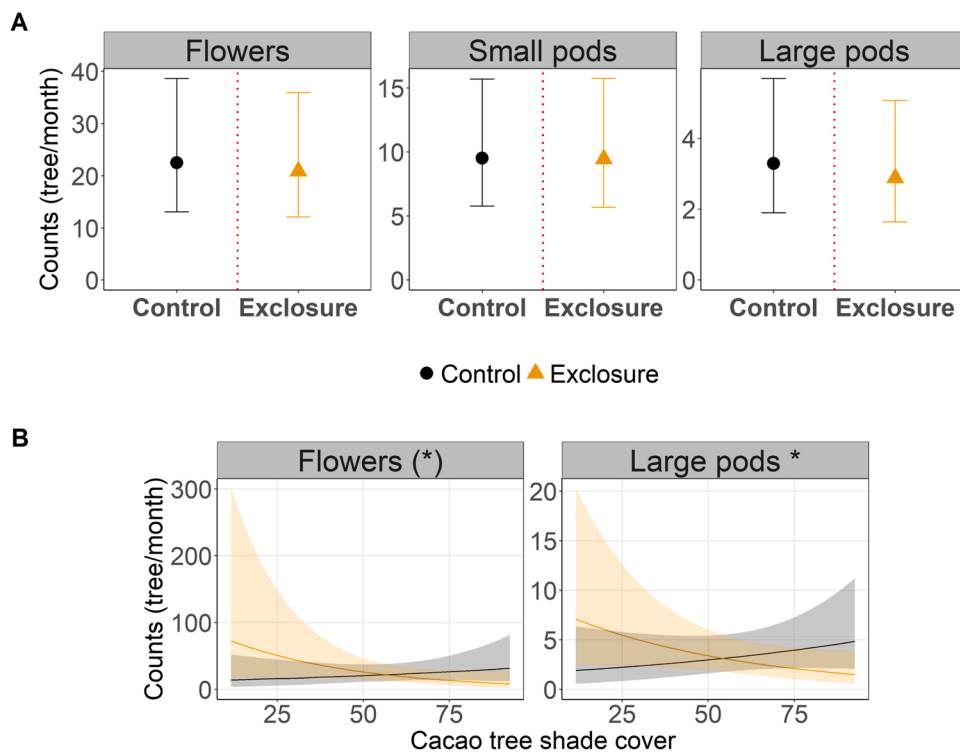 A
Flowers
Small pods
Large pods
Counts (tree/month)
40
30
20
10
0
15
10
5
0
4
2
0
Control Exclosure
Control Exclosure
Control Exclosure
Control Exclosure
B
Flowers (*)
Large pods *
Counts (tree/month)
300
200
100
0
20
15
10
5
0
25 50 75
25 50 75
Cacao tree shade cover